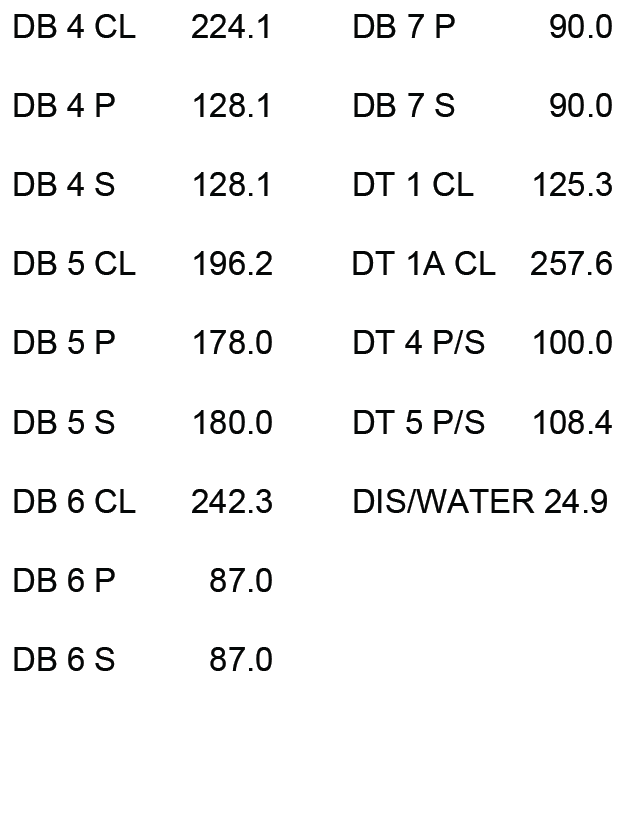 DB 4 CL 224.1
DB 4 P 128.1
DB 4 S 128.1
DB 5 CL 196.2
DB 5 P 178.0
DB 5 S 180.0
DB 6 CL 242.3
DB 6 P 87.0
DB 6 S 87.0
DB 7 P 90.0
DB 7 S 90.0
DT 1 CL 125.3
DT 1A CL 257.6
DT 4 P/S 100.0
DT 5 P/S 108.4
DIS/WATER 24.9